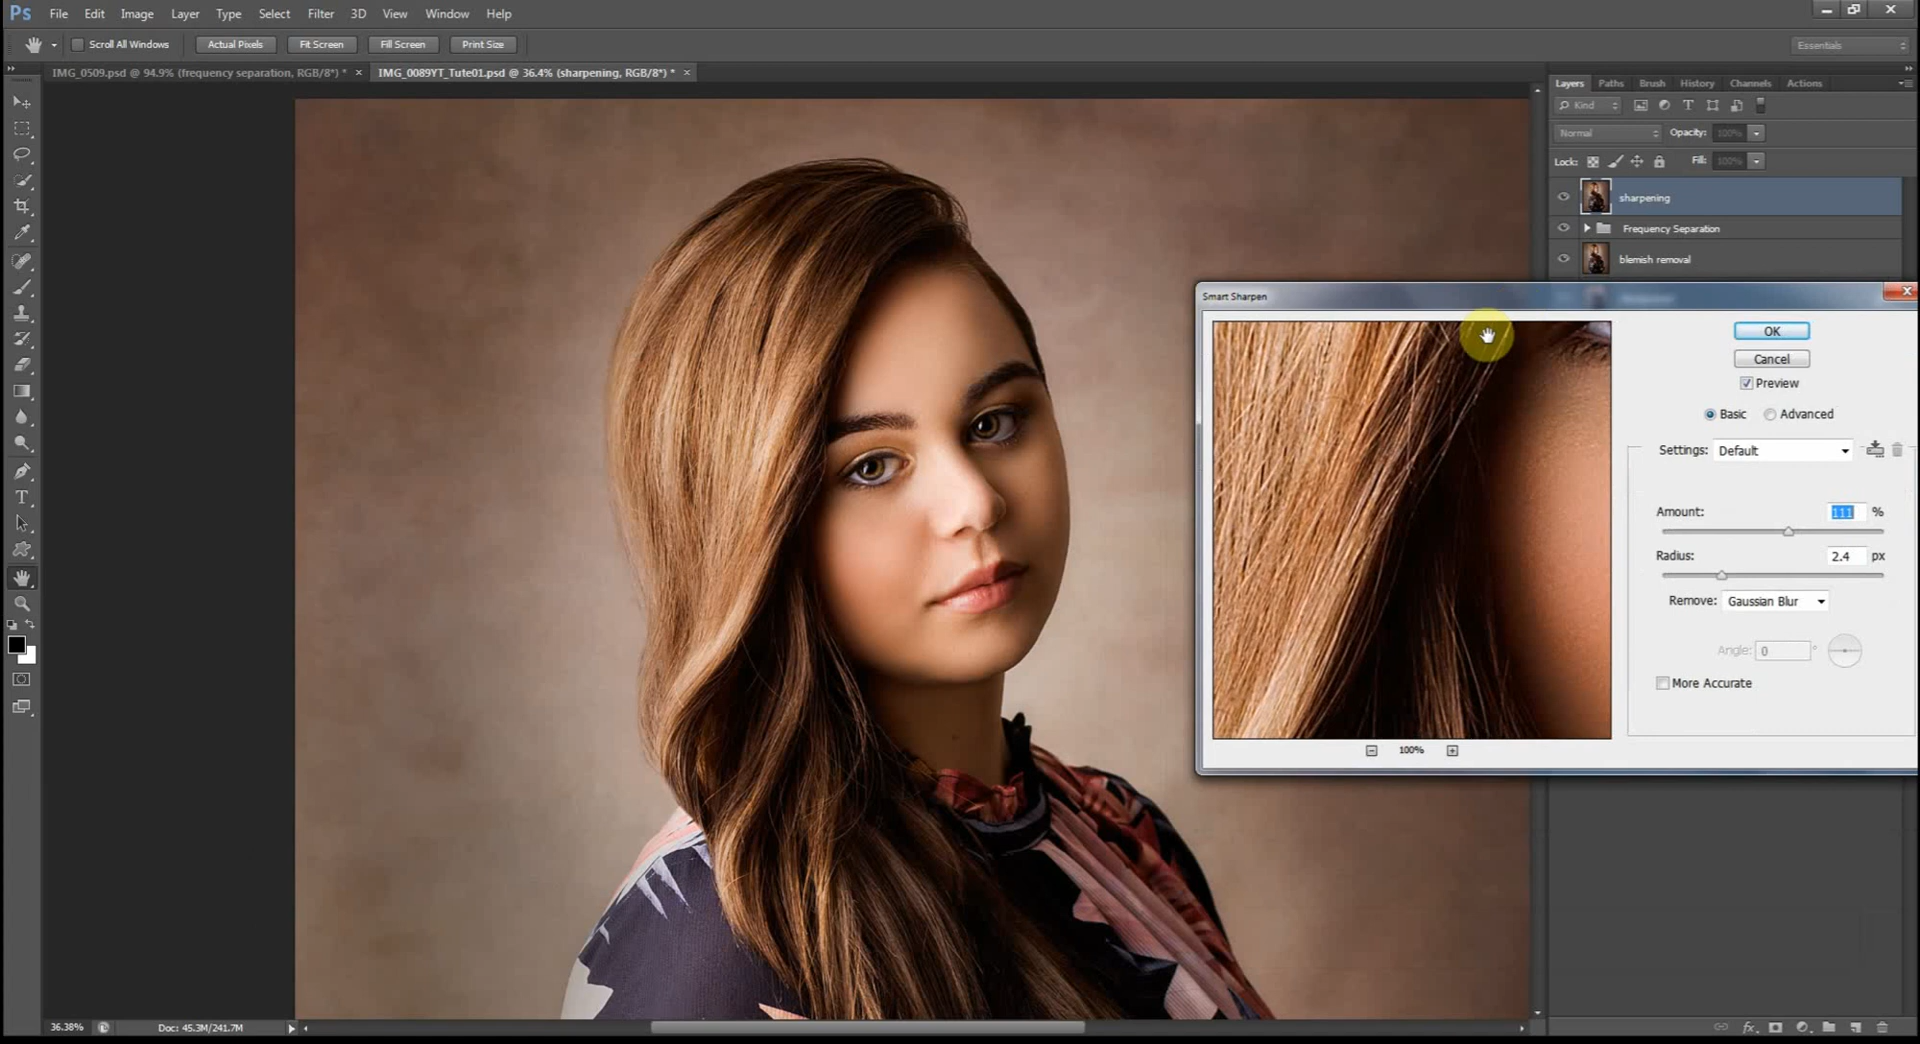 Ps File Edit Image Layer Type Select Filter 3D View Window Help
Scroll All Windows Actual Pixels Fit Screen Fill Screen Print Size Essentials
IMG_0509.psd @ 94.9% (frequency separation, RGB/8*) * × IMG_0089YT_Tute01.psd @ 36.4% (sharpening, RGB/8*) * ×
Layers Paths Brush History Channels Actions
Kind
Normal Opacity: 100%
Lock: Fill: 100%
sharpening
Frequency Separation
blemish removal
Smart Sharpen
OK
Cancel
Preview
Basic Advanced
Settings: Default
Amount: 111 %
Radius: 2.4 px
Remove: Gaussian Blur
Angle: 0 °
More Accurate
100%
36.38% Doc: 45.3M/241.7M